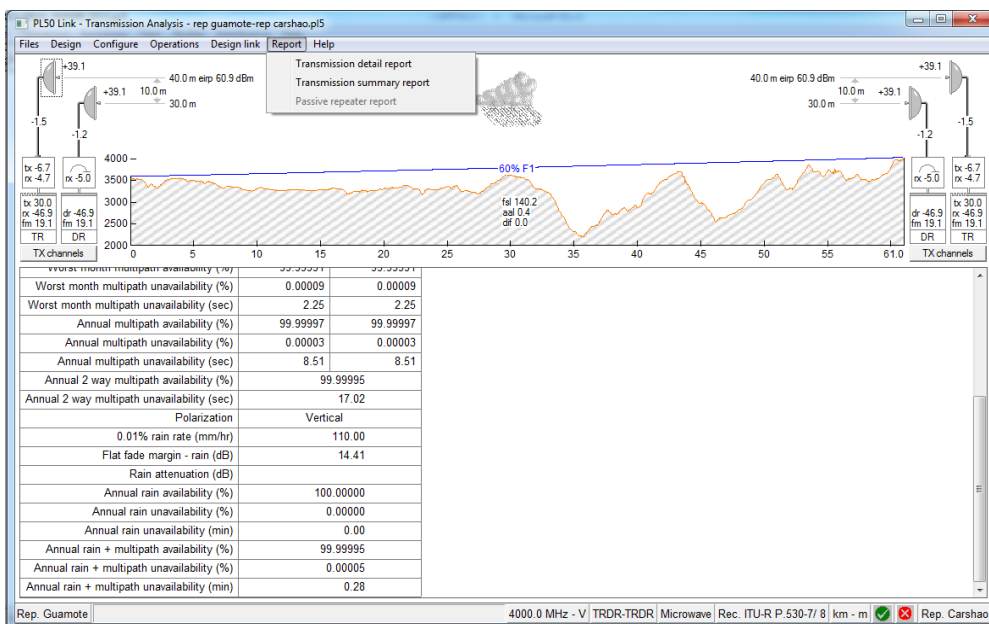 PL50 Link - Transmission Analysis - rep guamote-rep carshao.pl5
Files Design Configure Operations Design link Report Help
Transmission detail report
Transmission summary report
Passive repeater report
+39.1
40.0 m eirp 60.9 dBm
+39.1
10.0 m
30.0 m
-1.5
-1.2
40.0 m eirp 60.9 dBm
+39.1
10.0 m
+39.1
30.0 m
-1.2
-1.5
tx -6.7
rx -4.7
rx -5.0
tx 30.0
rx -46.9
fm 19.1
dr -46.9
fm 19.1
TR
DR
TX channels
4000
3500
3000
2500
2000
60% F1
fsl 140.2
aal 0.4
dif 0.0
0 5 10 15 20 25 30 35 40 45 50 55 61.0
rx -5.0
tx -6.7
rx -4.7
dr -46.9
fm 19.1
tx 30.0
rx -46.9
fm 19.1
DR
TR
TX channels
Worst month multipath availability (%) 99.99991 99.99991
Worst month multipath unavailability (%) 0.00009 0.00009
Worst month multipath unavailability (sec) 2.25 2.25
Annual multipath availability (%) 99.99997 99.99997
Annual multipath unavailability (%) 0.00003 0.00003
Annual multipath unavailability (sec) 8.51 8.51
Annual 2 way multipath availability (%) 99.99995
Annual 2 way multipath unavailability (sec) 17.02
Polarization Vertical
0.01% rain rate (mm/hr) 110.00
Flat fade margin - rain (dB) 14.41
Rain attenuation (dB)
Annual rain availability (%) 100.00000
Annual rain unavailability (%) 0.00000
Annual rain unavailability (min) 0.00
Annual rain + multipath availability (%) 99.99995
Annual rain + multipath unavailability (%) 0.00005
Annual rain + multipath unavailability (min) 0.28
Rep. Guamote
4000.0 MHz - V TRDR-TRDR Microwave Rec. ITU-R P.530-7/ 8 km - m Rep. Carshao